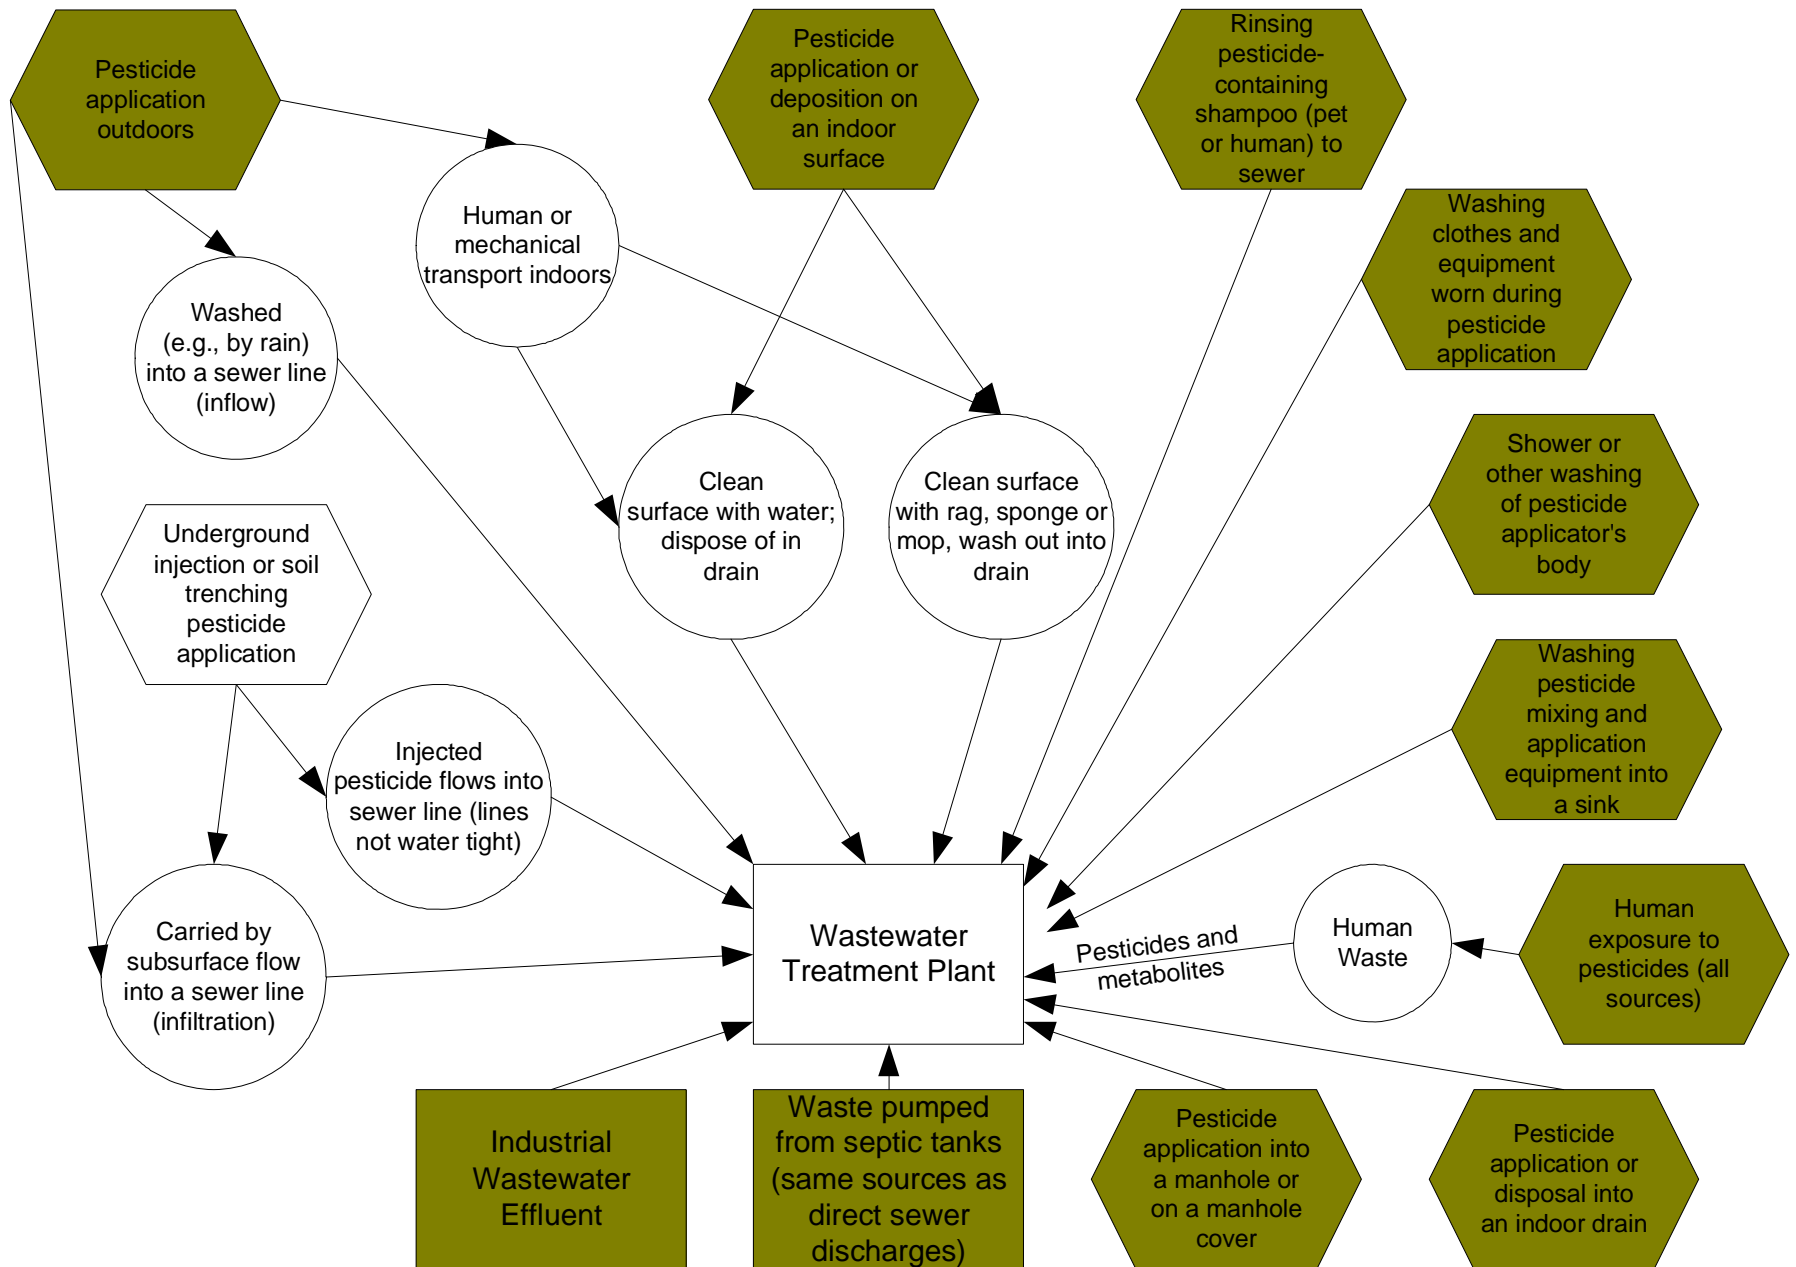 Pesticide
application
outdoors
Pesticide
application or
deposition on
an indoor
surface
Rinsing
pesticide-
containing
shampoo (pet
or human) to
sewer
Washing
clothes and
equipment
worn during
pesticide
application
Human or
mechanical
transport indoors
Washed
(e.g., by rain)
into a sewer line
(inflow)
Clean
surface with water;
dispose of in
drain
Clean surface
with rag, sponge or
mop, wash out into
drain
Shower or
other washing
of pesticide
applicator's
body
Underground
injection or soil
trenching
pesticide
application
Washing
pesticide
mixing and
application
equipment into
a sink
Injected
pesticide flows into
sewer line (lines
not water tight)
Carried by
subsurface flow
into a sewer line
(infiltration)
Wastewater
Treatment Plant
Pesticides and
metabolites
Human
Waste
Human
exposure to
pesticides (all
sources)
Industrial
Wastewater
Effluent
Waste pumped
from septic tanks
(same sources as
direct sewer
discharges)
Pesticide
application into
a manhole or
on a manhole
cover
Pesticide
application or
disposal into
an indoor drain